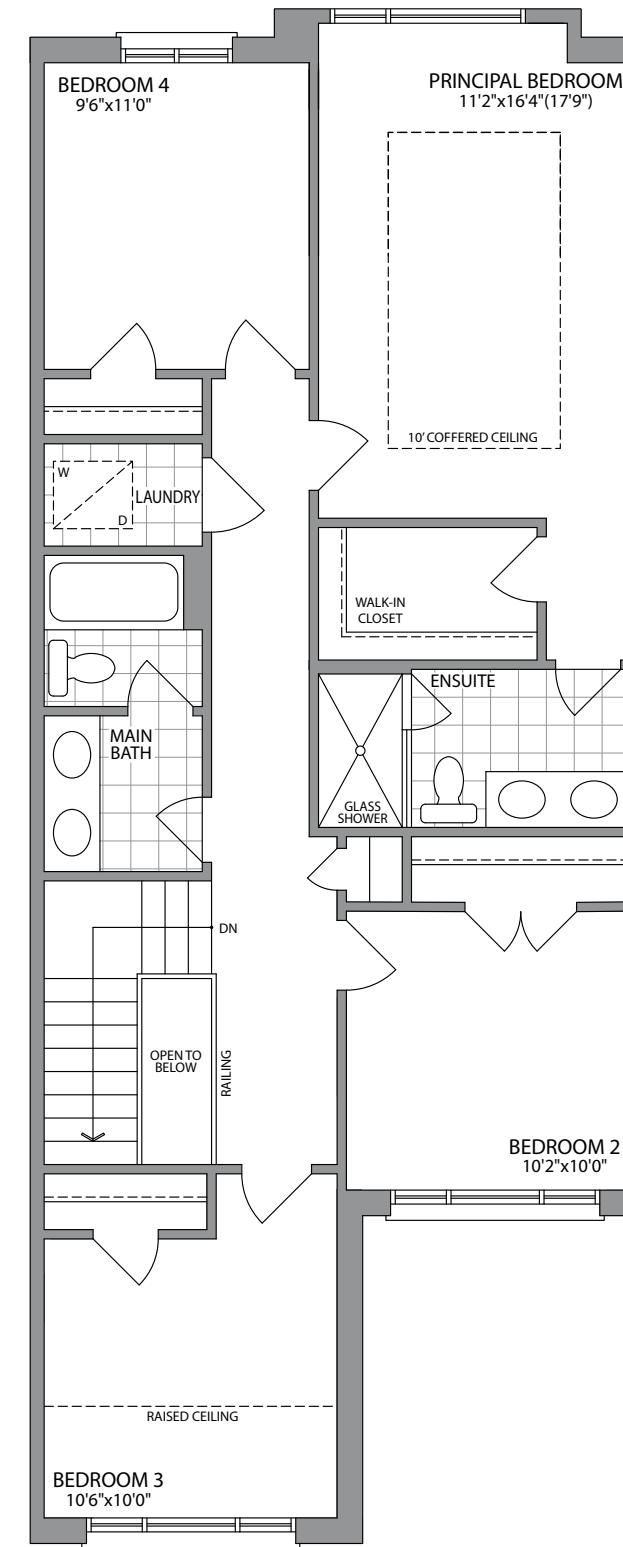 BEDROOM 4
9'6"x11'0"
PRINCIPAL BEDROOM
11'2"x16'4"(17'9")
10' COFFERED CEILING
W
LAUNDRY
D
WALK-IN
CLOSET
ENSUITE
MAIN
BATH
GLASS
SHOWER
DN
OPEN TO
BELOW
RAILING
BEDROOM 2
10'2"x10'0"
RAISED CEILING
BEDROOM 3
10'6"x10'0"